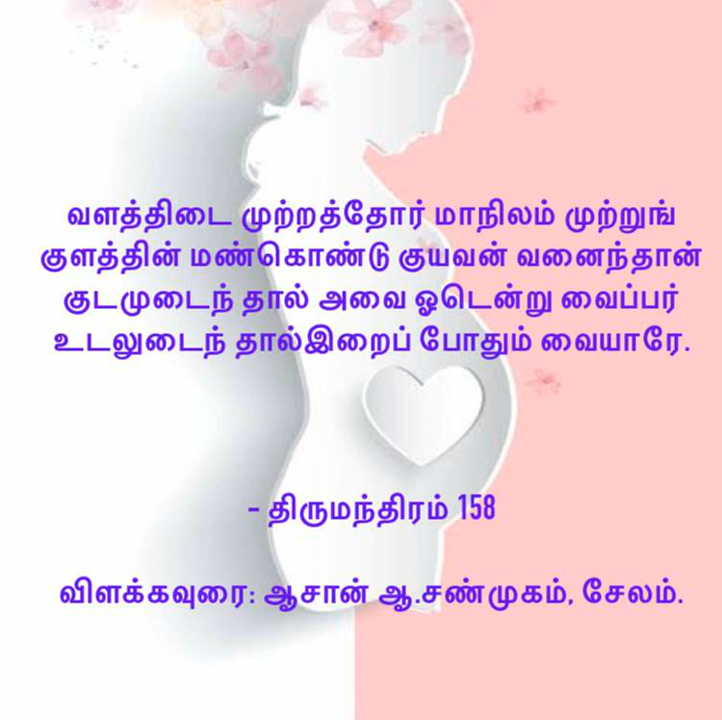 வளத்திடை முற்றத்தோர் மாநிலம் முற்றுங்
குளத்தின் மண்கொண்டு குயவன் வனைந்தான்
குடமுடைந் தால் அவை ஓடென்று வைப்பர்
உடலுடைந் தால்இறைப் போதும் வையாரே.
- திருமந்திரம் 158
விளக்கவுரை: ஆசான் ஆ.சண்முகம், சேலம்.